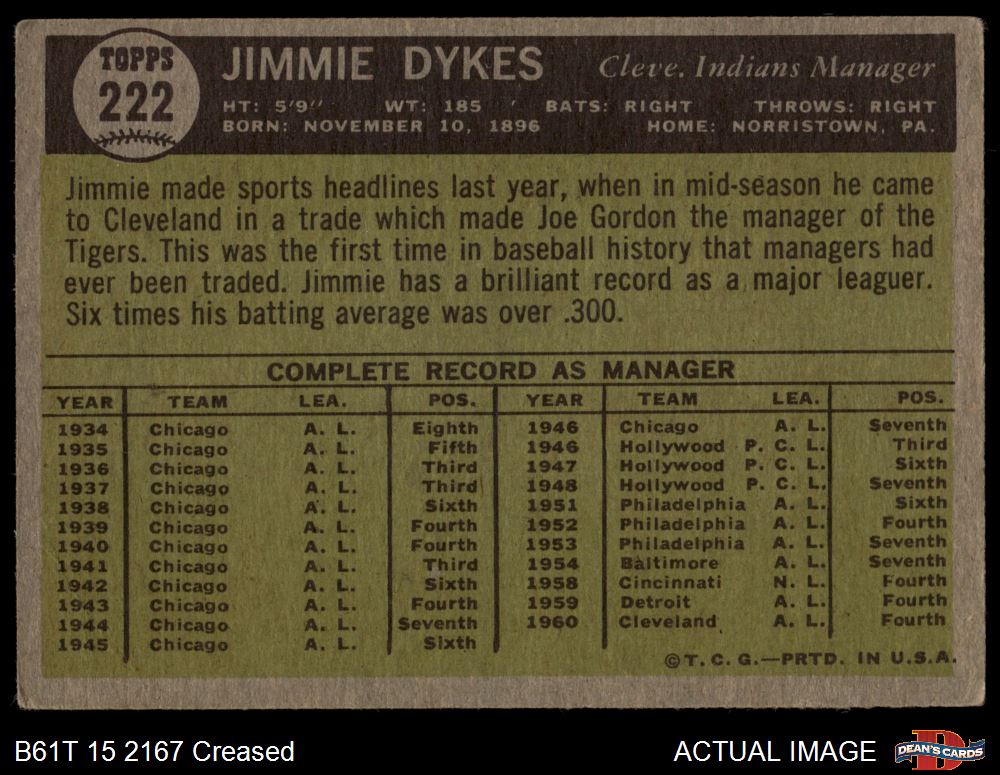 TOPPS
222
JIMMIE DYKES Cleve. Indians Manager
HT: 5'9" WT: 185 BATS: RIGHT THROWS: RIGHT
BORN: NOVEMBER 10, 1896 HOME: NORRISTOWN, PA.
Jimmie made sports headlines last year, when in mid-season he came
to Cleveland in a trade which made Joe Gordon the manager of the
Tigers. This was the first time in baseball history that managers had
ever been traded. Jimmie has a brilliant record as a major leaguer.
Six times his batting average was over .300.
COMPLETE RECORD AS MANAGER
YEAR TEAM LEA. POS. YEAR TEAM LEA. POS.
1934 Chicago A. L. Eighth 1946 Chicago A. L. Seventh
1935 Chicago A. L. Fifth 1946 Hollywood P. C. L. Third
1936 Chicago A. L. Third 1947 Hollywood P. C. L. Sixth
1937 Chicago A. L. Third 1948 Hollywood P. C. L. Seventh
1938 Chicago A. L. Sixth 1951 Philadelphia A. L. Sixth
1939 Chicago A. L. Fourth 1952 Philadelphia A. L. Fourth
1940 Chicago A. L. Fourth 1953 Philadelphia A. L. Seventh
1941 Chicago A. L. Third 1954 Baltimore A. L. Seventh
1942 Chicago A. L. Sixth 1958 Cincinnati N. L. Fourth
1943 Chicago A. L. Fourth 1959 Detroit A. L. Fourth
1944 Chicago A. L. Seventh 1960 Cleveland A. L. Fourth
1945 Chicago A. L. Sixth
©T. C. G.—PRTD. IN U.S.A.
B61T 15 2167 Creased ACTUAL IMAGE DEAN'S CARDS